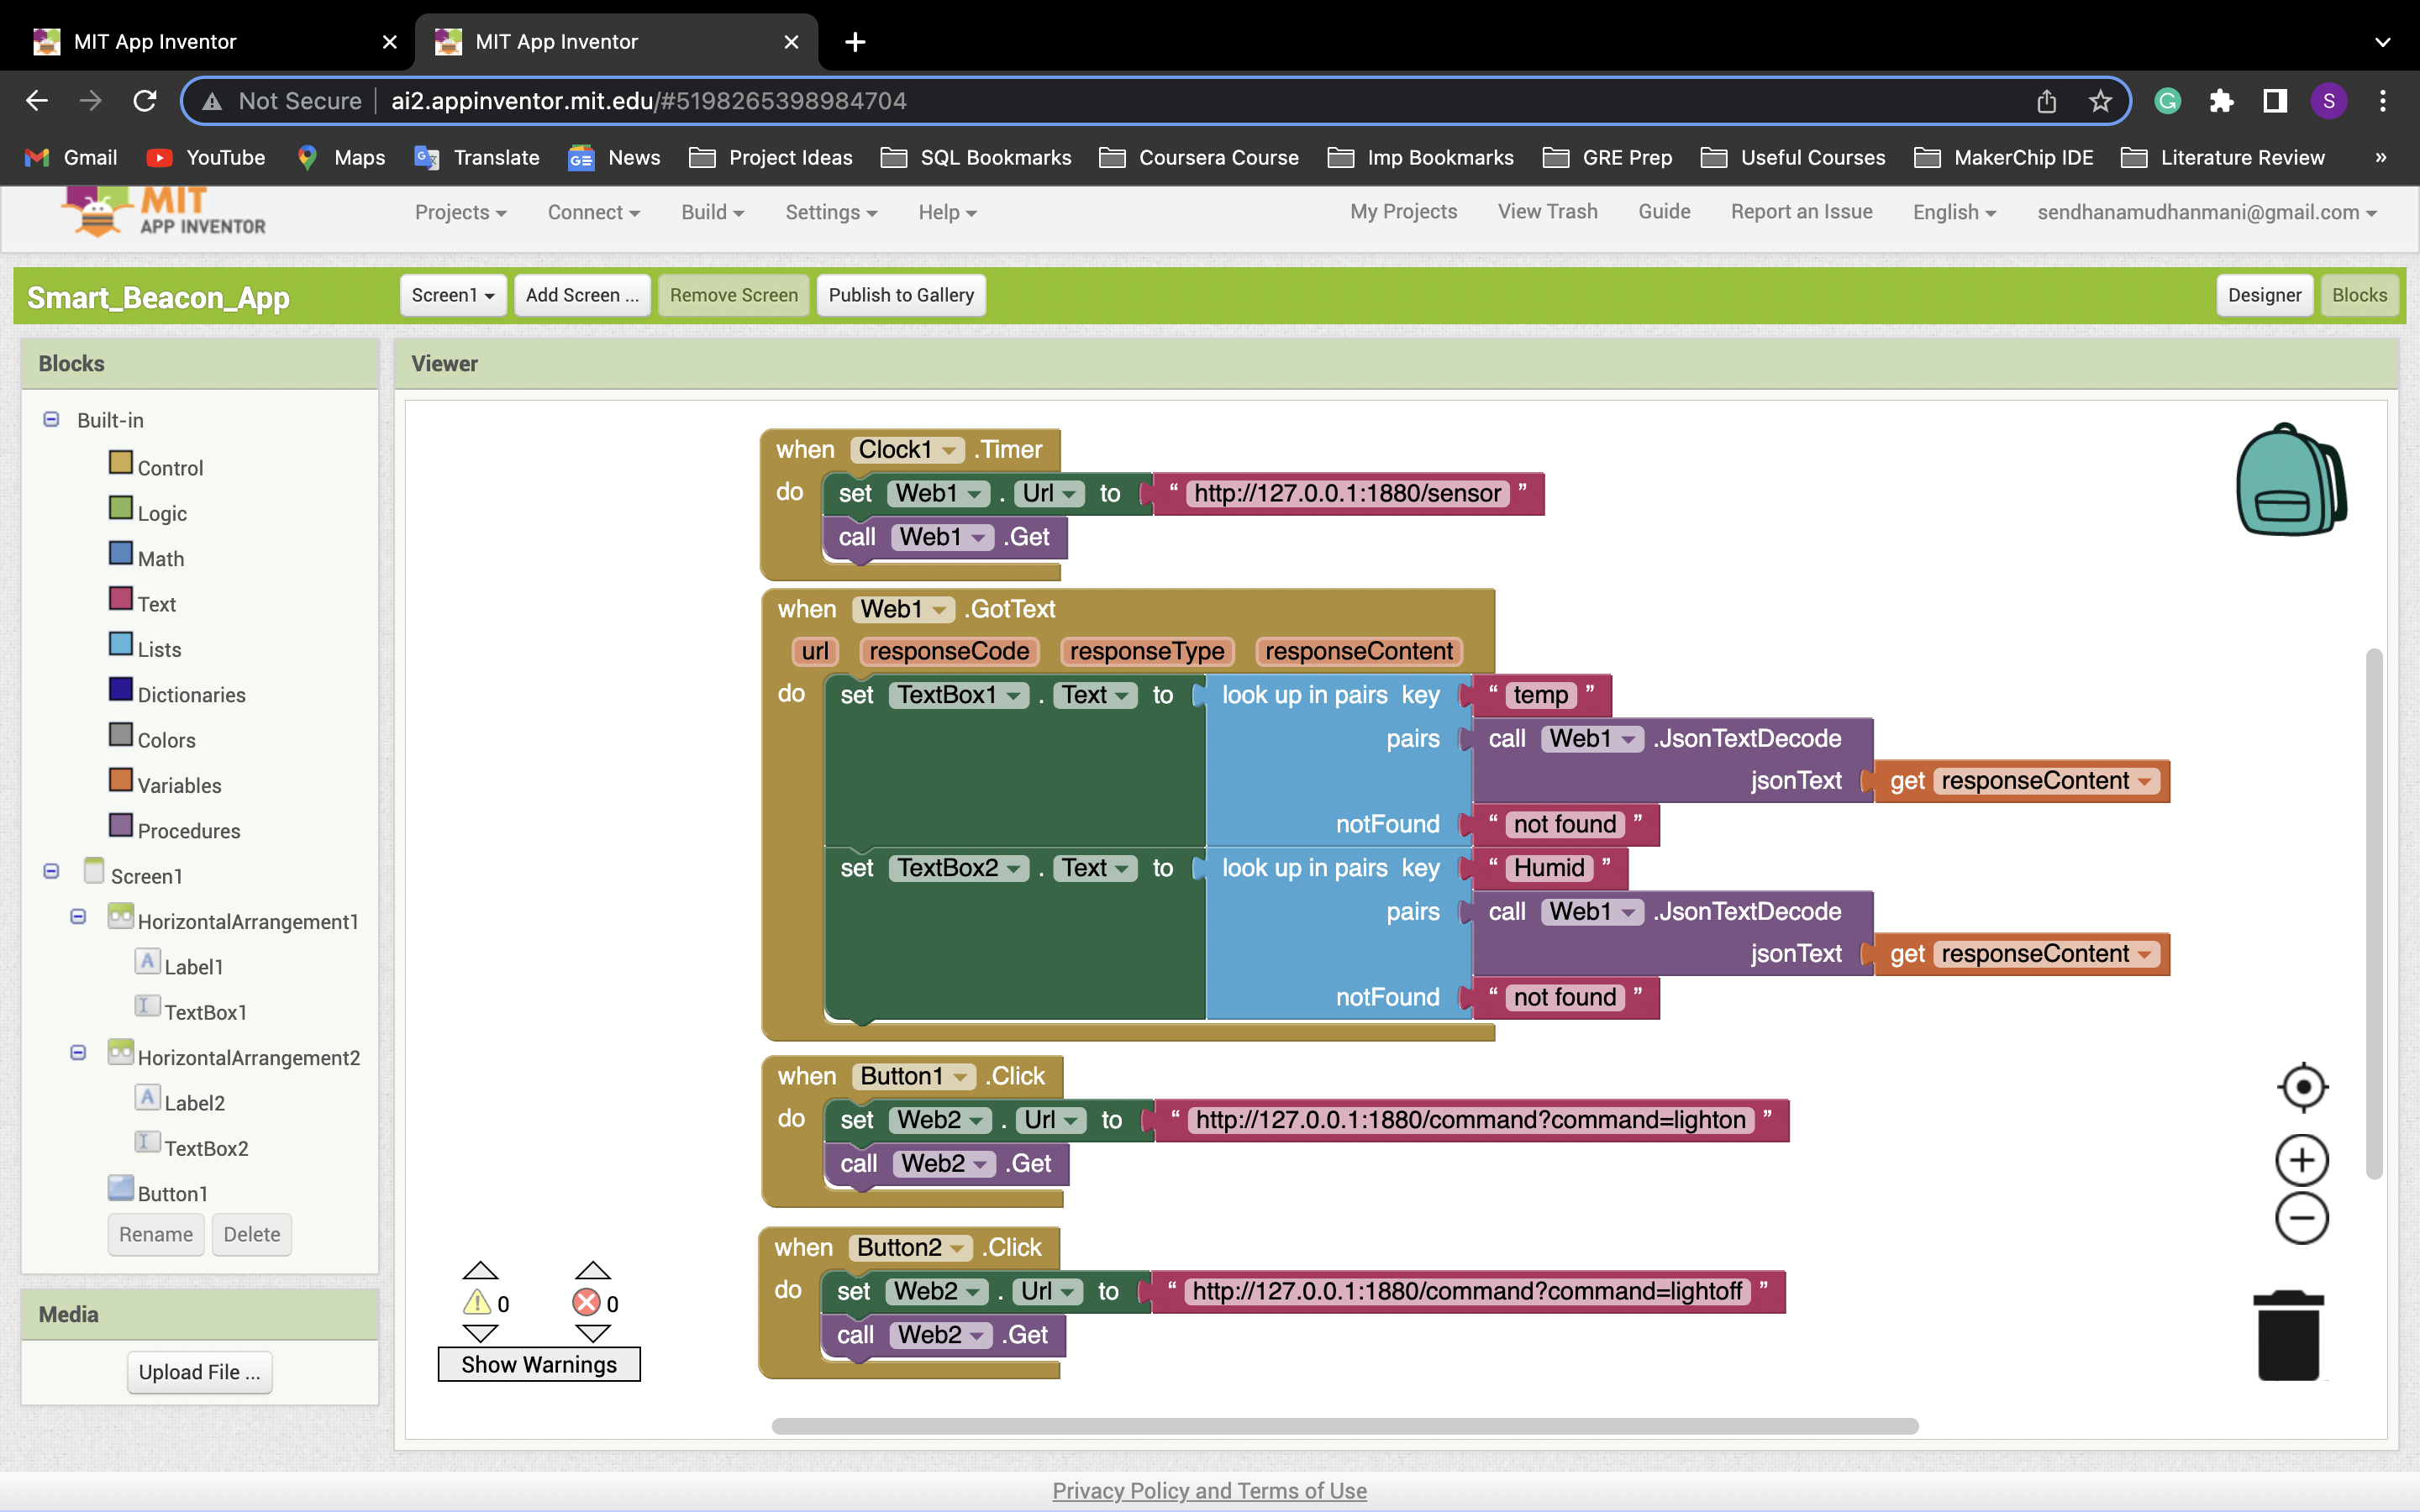 MIT App Inventor
MIT App Inventor
Not Secure ai2.appinventor.mit.edu/#5198265398984704
G S
Gmail YouTube Maps Translate News Project Ideas SQL Bookmarks Coursera Course Imp Bookmarks GRE Prep Useful Courses MakerChip IDE Literature Review »
MIT
APP INVENTOR
Projects Connect Build Settings Help My Projects View Trash Guide Report an Issue English sendhanamudhanmani@gmail.com
Smart_Beacon_App Screen1 Add Screen ... Remove Screen Publish to Gallery Designer Blocks
Blocks
Built-in
Control
Logic
Math
Text
Lists
Dictionaries
Colors
Variables
Procedures
Screen1
HorizontalArrangement1
Label1
TextBox1
HorizontalArrangement2
Label2
TextBox2
Button1
Rename Delete
Media
Upload File ...
Viewer
when Clock1 .Timer
do set Web1 . Url to “ http://127.0.0.1:1880/sensor ”
call Web1 .Get
when Web1 .GotText
url responseCode responseType responseContent
do set TextBox1 . Text to look up in pairs key “ temp ”
pairs call Web1 .JsonTextDecode
jsonText get responseContent
notFound “ not found ”
set TextBox2 . Text to look up in pairs key “ Humid ”
pairs call Web1 .JsonTextDecode
jsonText get responseContent
notFound “ not found ”
when Button1 .Click
do set Web2 . Url to “ http://127.0.0.1:1880/command?command=lighton ”
call Web2 .Get
when Button2 .Click
do set Web2 . Url to “ http://127.0.0.1:1880/command?command=lightoff ”
call Web2 .Get
0 0
Show Warnings
Privacy Policy and Terms of Use